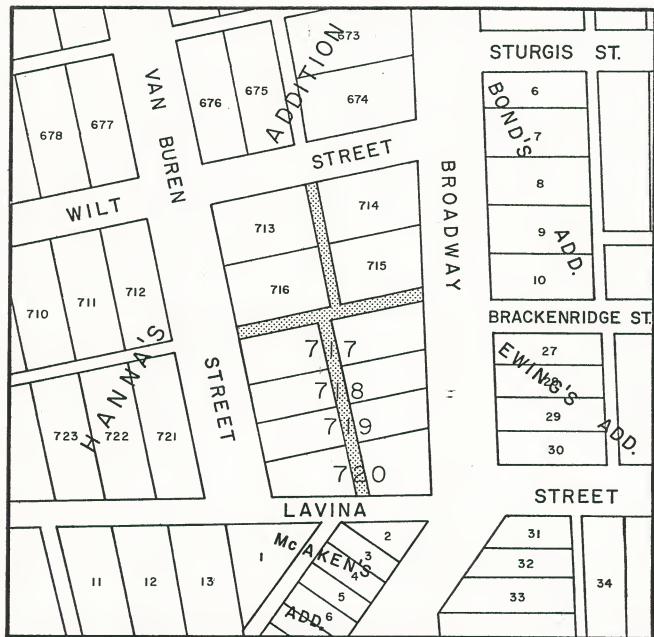 673
STURGIS ST.
VAN BUREN
STREET
676
675
ADDITION
674
6
BOND'S
7
678
677
STREET
8
WILT
BROADWAY
713
714
9
ADD.
710
711
712
716
715
10
BRACKENRIDGE ST.
HANNA'S
717
27
EWING'S
28
718
29
ADD.
723
722
721
719
30
720
LAVINA
STREET
11
12
13
1
McAKEN'S
ADD.
2
3
4
5
6
31
32
33
34